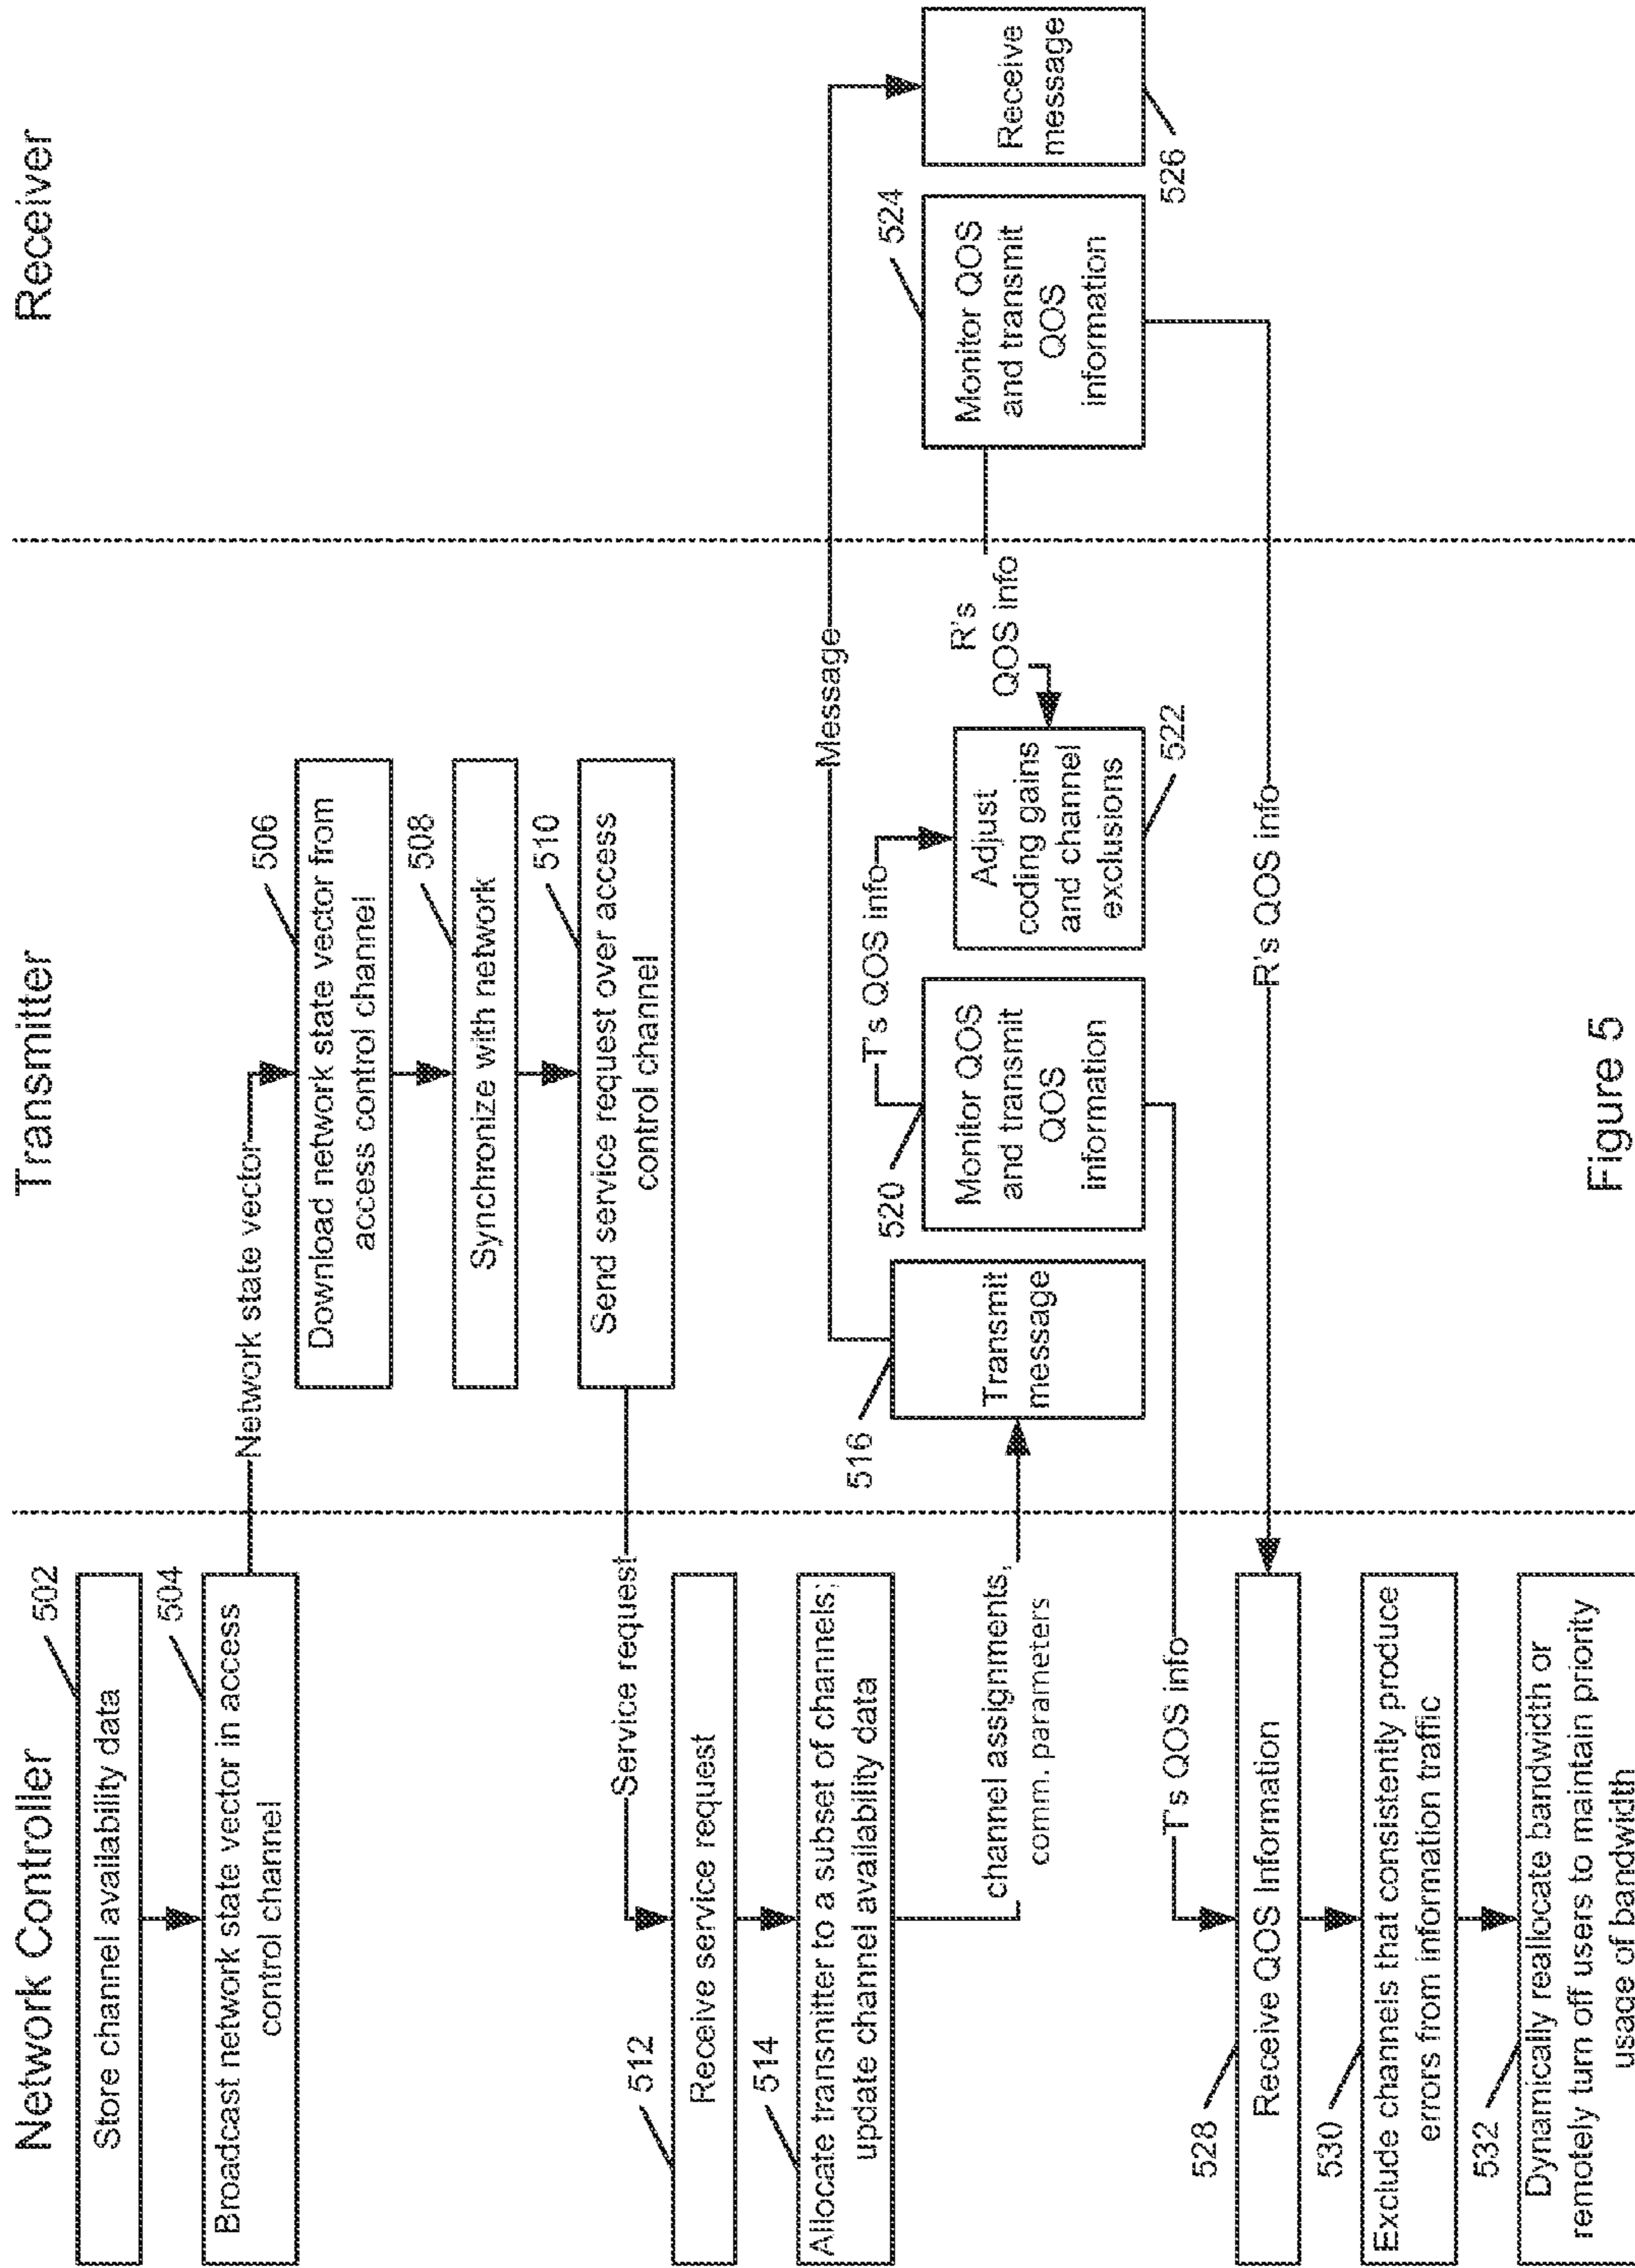 Network Controller
Transmitter
Receiver
502
Store channel availability data
504
Broadcast network state vector in access
control channel
Network state vector
506
Download network state vector from
access control channel
508
Synchronize with network
510
Send service request over access
control channel
Service request
512
Receive service request
514
Allocate transmitter to a subset of channels;
update channel availability data
channel assignments,
comm. parameters
516
Transmit
message
Message
520
Monitor QOS
and transmit
QOS
information
T's QOS info
522
Adjust
coding gains
and channel
exclusions
R's
QOS info
524
Monitor QOS
and transmit
QOS
information
526
Receive
message
T's QOS info
R's QOS info
528
Receive QOS Information
530
Exclude channels that consistently produce
errors from information traffic
532
Dynamically reallocate bandwidth or
remotely turn off users to maintain priority
usage of bandwidth
Figure 5